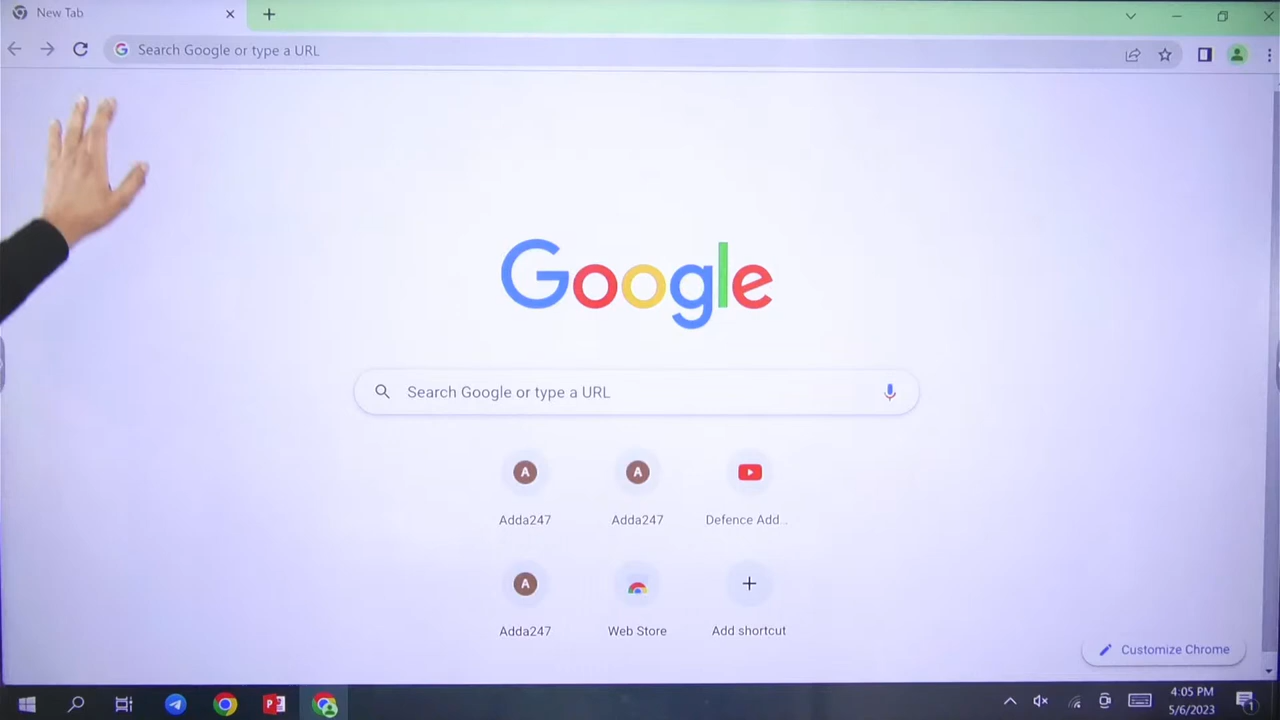 New Tab
Search Google or type a URL
Google
Search Google or type a URL
A
A
Adda247
Adda247
Defence Add...
A
Adda247
Web Store
Add shortcut
Customize Chrome
4:05 PM
5/6/2023
1